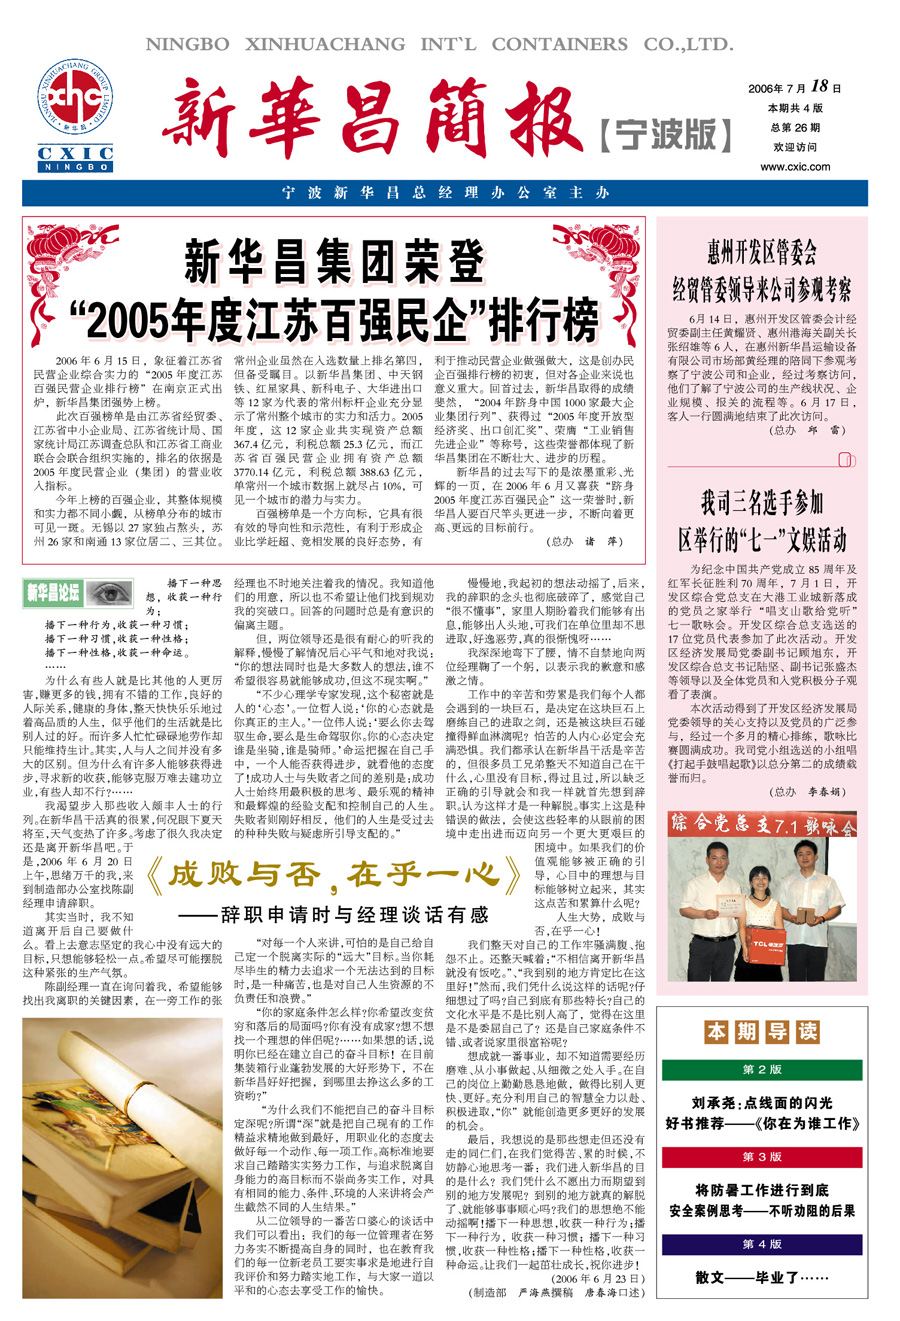 NINGBO XINHUACHANG INT`L CONTAINERS CO.,LTD.
JIANGSU XINHUACHANG GROUP LIMITED
xhc
新华昌
CXIC
NINGBO
新華昌簡报
【宁波版】
2006年 7 月 18 日
本期共 4 版
总第 26 期
欢迎访问
www.cxic.com
宁波新华昌总经理办公室主办
新华昌集团荣登
“2005年度江苏百强民企”排行榜
2006 年 6 月 15 日，象征着江苏省
民营企业综合实力的“2005 年度江苏
百强民营企业排行榜”在南京正式出
炉，新华昌集团强势上榜。
此次百强榜单是由江苏省经贸委、
江苏省中小企业局、江苏省统计局、国
家统计局江苏调查总队和江苏省工商业
联合会联合组织实施的，排名的依据是
2005 年度民营企业（集团）的营业收
入指标。
今年上榜的百强企业，其整体规模
和实力都不同小觑，从榜单分布的城市
可见一斑。无锡以 27 家独占熬头，苏
州 26 家和南通 13 家位居二、三其位。
常州企业虽然在入选数量上排名第四，
但备受瞩目。以新华昌集团、中天钢
铁、红星家具、新科电子、大华进出口
等 12 家为代表的常州标杆企业充分显
示了常州整个城市的实力和活力。2005
年度，这 12 家企业共实现资产总额
367.4 亿元，利税总额 25.3 亿元，而江
苏省百强民营企业拥有资产总额
3770.14 亿元，利税总额 388.63 亿元，
单常州一个城市数据上就尽占 10%，可
见一个城市的潜力与实力。
百强榜单是一个方向标，它具有很
有效的导向性和示范性，有利于形成企
业比学赶超、竞相发展的良好态势，有
利于推动民营企业做强做大，这是创办民
企百强排行榜的初衷，但对各企业来说也
意义重大。回首过去，新华昌取得的成绩
斐然，“2004 年跻身中国 1000 家最大企
业集团行列”、获得过“2005 年度开放型
经济奖、出口创汇奖”、荣膺“工业销售
先进企业”等称号，这些荣誉都体现了新
华昌集团在不断壮大、进步的历程。
新华昌的过去写下的是浓墨重彩、光
辉的一页，在 2006 年 6 月又喜获“跻身
2005 年度江苏百强民企”这一荣誉时,新
华昌人要百尺竿头更进一步，不断向着更
高、更远的目标前行。
(总办 诸 萍)
惠州开发区管委会
经贸管委领导来公司参观考察
6月 14 日，惠州开发区管委会计经
贸委副主任黄耀贤、惠州港海关副关长
张绍雄等 6 人，在惠州新华昌运输设备
有限公司市场部黄经理的陪同下参观考
察了宁波公司和企业，经过考察访问，
他们了解了宁波公司的生产线状况、企
业规模、报关的流程等。6 月 17 日，
客人一行圆满地结束了此次访问。
(总办 邱 雷)
我司三名选手参加
区举行的“七一”文娱活动
为纪念中国共产党成立 85 周年及
红军长征胜利 70 周年，7 月 1 日，开
发区综合党总支在大港工业城新落成
的党员之家举行“唱支山歌给党听”
七一歌咏会。开发区综合总支选送的
17 位党员代表参加了此次活动。开发
区经济发展局党委副书记顾旭东，开
发区综合总支书记陆坚、副书记张盛杰
等领导以及全体党员和入党积极分子观
看了表演。
本次活动得到了开发区经济发展局
党委领导的关心支持以及党员的广泛参
与，经过一个多月的精心排练，歌咏比
赛圆满成功。我司党小组选送的小组唱
《打起手鼓唱起歌》以总分第二的成绩载
誉而归。
(总办 李春娟)
综合党总支7.1歌咏会
TCL
新华昌论坛
播下一种思
想，收获一种行
为；
播下一种行为,收获一种习惯；
播下一种习惯,收获一种性格；
播下一种性格,收获一种命运。
……
为什么有些人就是比其他的人更厉
害,赚更多的钱,拥有不错的工作,良好的
人际关系,健康的身体,整天快快乐乐地过
着高品质的人生，似乎他们的生活就是比
别人过的好。而许多人忙忙碌碌地劳作却
只能维持生计。其实,人与人之间并没有多
大的区别。但为什么有许多人能够获得进
步,寻求新的收获,能够克服万难去建功立
业,有些人却不行?……
我渴望步入那些收入颇丰人士的行
列。在新华昌干活真的很累,何况眼下夏天
将至,天气变热了许多。考虑了很久我决定
还是离开新华昌吧。于
是,2006 年 6 月 20 日
上午,思绪万千的我,来
到制造部办公室找陈副
经理申请辞职。
其实当时，我不知
道离开后自己要做什
么。看上去意志坚定的我心中没有远大的
目标,只想能够轻松一点。希望尽可能摆脱
这种紧张的生产气氛。
陈副经理一直在询问着我，希望能够
找出我离职的关键因素，在一旁工作的张
经理也不时地关注着我的情况。我知道他
们的用意，所以也不希望让他们找到规劝
我的突破口。回答的问题时总是有意识的
偏离主题。
但，两位领导还是很有耐心的听我的
解释,慢慢了解情况后心平气和地对我说：
“你的想法同时也是大多数人的想法,谁不
希望很容易就能够成功,但这不现实啊。”
“不少心理学专家发现,这个秘密就是
人的‘心态’。一位哲人说：‘你的心态就是
你真正的主人。’一位伟人说：‘要么你去驾
驭生命,要么是生命驾驭你。你的心态决定
谁是坐骑,谁是骑师。’命运把握在自己手
中，一个人能否获得进步，就看他的态度
了!成功人士与失败者之间的差别是:成功
人士始终用最积极的思考、最乐观的精神
和最辉煌的经验支配和控制自己的人生。
失败者则刚好相反，他们的人生是受过去
的种种失败与疑虑所引导支配的。”
《成败与否,在乎一心》
——辞职申请时与经理谈话有感
“对每一个人来讲,可怕的是自己给自
己定一个脱离实际的“远大”目标。当你耗
尽毕生的精力去追求一个无法达到的目标
时,是一种痛苦,也是对自己人生资源的不
负责任和浪费。”
“你的家庭条件怎么样?你希望改变贫
穷和落后的局面吗?你有没有成家?想不想
找一个理想的伴侣呢?……如果想的话,说
明你已经在建立自己的奋斗目标！在目前
集装箱行业蓬勃发展的大好形势下，不在
新华昌好好把握，到哪里去挣这么多的工
资哟?”
“为什么我们不能把自己的奋斗目标
定深呢?所谓“深”就是把自己现有的工作
精益求精地做到最好，用职业化的态度去
做好每一个动作、每一项工作。高标准地要
求自己踏踏实实努力工作，与追求脱离自
身能力的高目标而不崇尚务实工作，对具
有相同的能力、条件、环境的人来讲将会产
生截然不同的人生结果。”
从二位领导的一番苦口婆心的谈话中
我们可以看出：我们的每一位管理者在努
力务实不断提高自身的同时，也在教育我
们的每一位新老员工要实事求是地进行自
我评价和努力踏实地工作，与大家一道以
平和的心态去享受工作的愉快。
慢慢地,我起初的想法动摇了,后来，
我的辞职的念头也彻底破碎了，感觉自己
“很不懂事”，家里人期盼着我们能够有出
息,能够出人头地,可我们在单位里却不思
进取,好逸恶劳,真的很惭愧呀……
我深深地弯下了腰，情不自禁地向两
位经理鞠了一个躬，以表示我的歉意和感
激之情。
工作中的辛苦和劳累是我们每个人都
会遇到的一块巨石，是决定在这块巨石上
磨练自己的进取之剑，还是被这块巨石碰
撞得鲜血淋漓呢? 怕苦的人内心必定会充
满恐惧。我们都承认在新华昌干活是辛苦
的，但很多员工兄弟整天不知道自己在干
什么,心里没有目标,得过且过,所以缺乏
正确的引导就会和我一样就首先想到辞
职。认为这样才是一种解脱。事实上这是种
错误的做法，会使这些轻率的从眼前的困
境中走出进而迈向另一个更大更艰巨的
困境中。如果我们的价
值观能够被正确的引
导，心目中的理想与目
标能够树立起来，其实
这点苦和累算什么呢?
人生大势，成败与
否,在乎一心!
我们整天对自己的工作牢骚满腹、抱
怨不止。还整天喊着：“不相信离开新华昌
就没有饭吃。”、“我到别的地方肯定比在这
里好！”然而,我们凭什么说这样的话呢?仔
细想过了吗?自己到底有那些特长?自己的
文化水平是不是比别人高了，觉得在这里
是不是委屈自己了？还是自己家庭条件不
错、或者说家里很富裕呢？
想成就一番事业，却不知道需要经历
磨难、从小事做起、从细微之处入手。在自
己的岗位上勤勤恳恳地做，做得比别人更
快、更好。充分利用自己的智慧全力以赴、
积极进取,“你”就能创造更多更好的发展
的机会。
最后，我想说的是那些想走但还没有
走的同仁们,在我们觉得苦、累的时候,不
妨静心地思考一番：我们进入新华昌的目
的是什么？我们凭什么不愿出力而期望到
别的地方发展呢？到别的地方就真的解脱
了、就能够事事顺心吗?我们的思想绝不能
动摇啊！播下一种思想,收获一种行为;播
下一种行为，收获一种习惯；播下一种习
惯,收获一种性格;播下一种性格,收获一
种命运。让我们一起茁壮成长,祝你进步!
(2006 年 6 月 23 日)
(制造部 严海燕撰稿 唐春海口述)
本期导读
第 2 版
刘承尧:点线面的闪光
好书推荐——《你在为谁工作》
第 3 版
将防暑工作进行到底
安全案例思考——不听劝阻的后果
第 4 版
散文——毕业了……